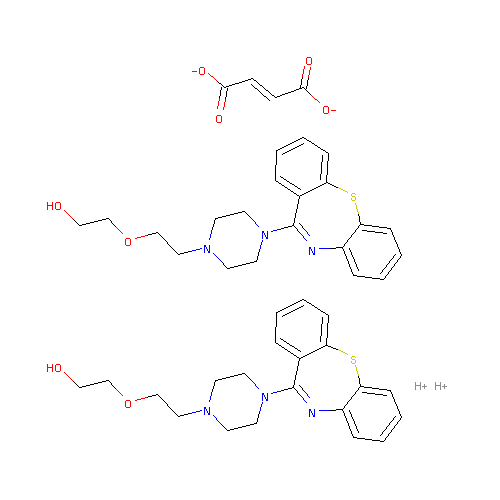 -O O
O O-
S
HO N
O N N
S
HO H+ H+
O N N N